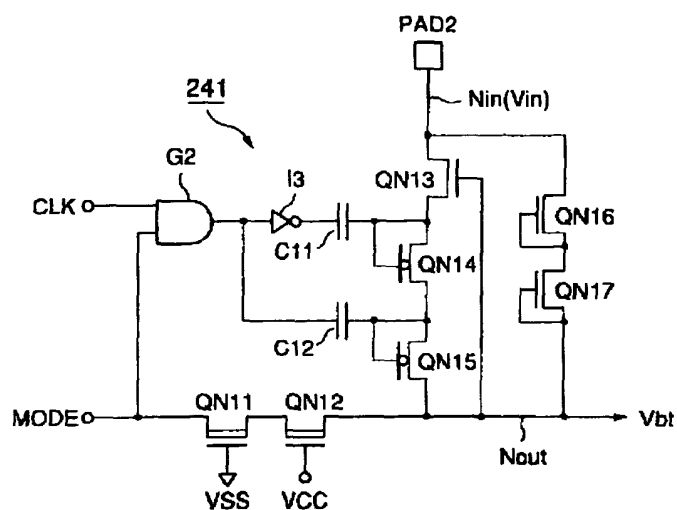 PAD2
241
Nin(Vin)
G2
I3
QN13
CLK
QN16
C11
QN14
QN17
C12
QN15
MODE
QN11
QN12
Vbt
Nout
VSS
VCC